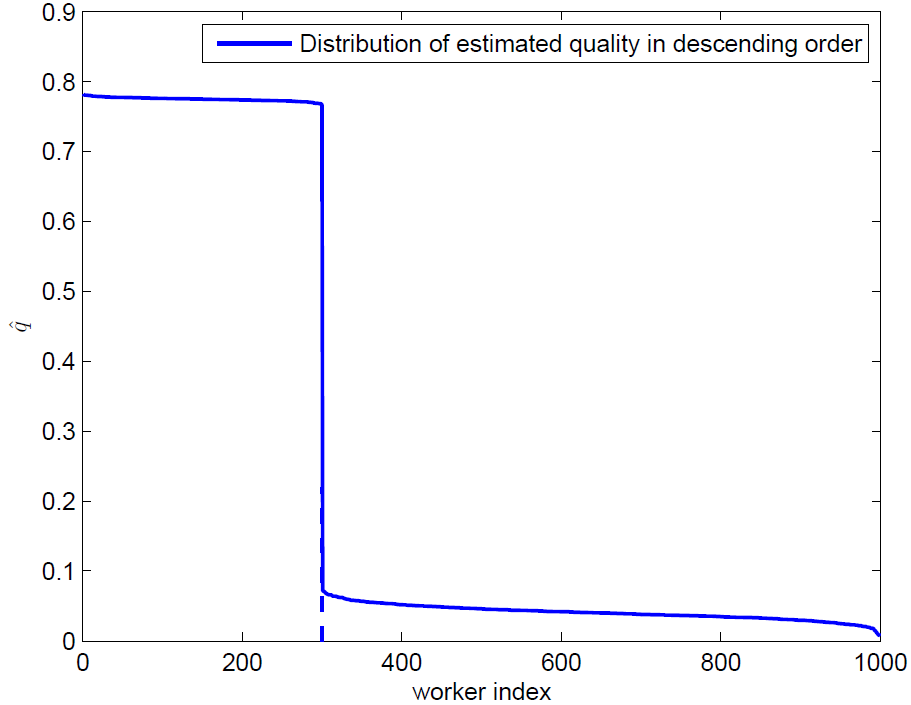 0.9
Distribution of estimated quality in descending order
0.8
0.7
0.6
0.5
0.4
0.3
0.2
0.1
0
q̂
0 200 400 600 800 1000
worker index